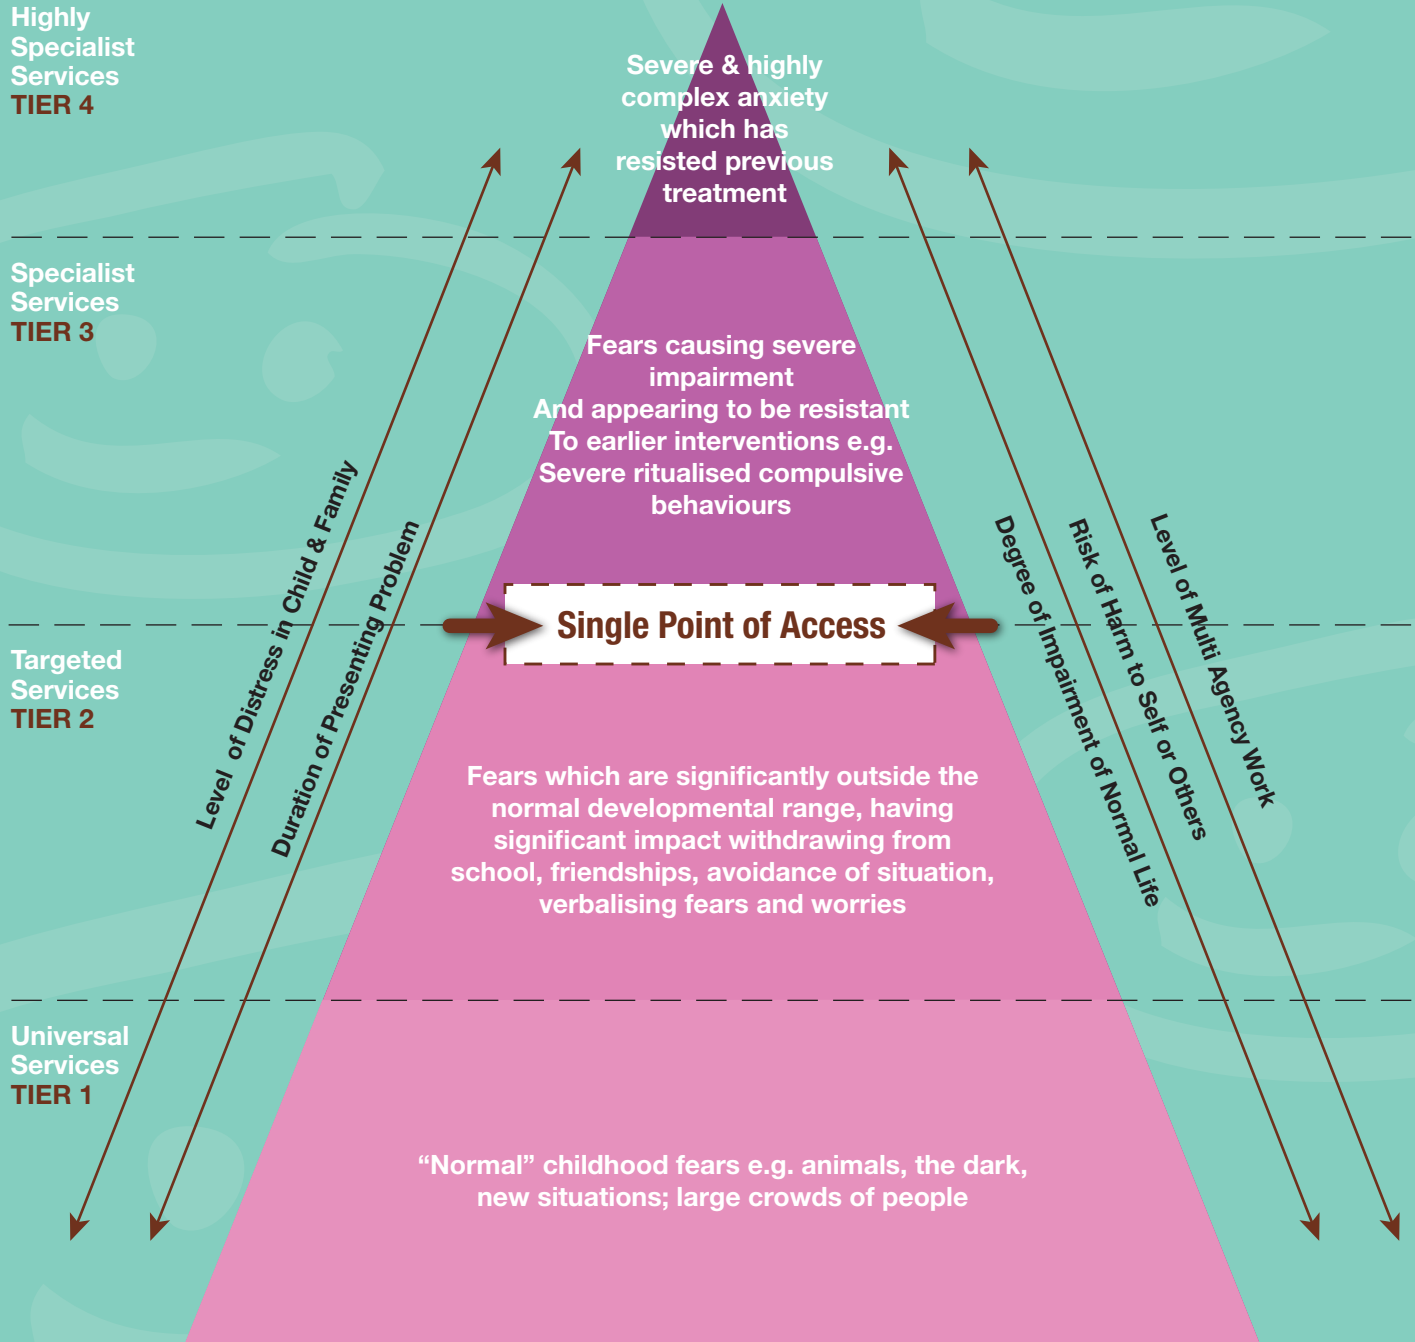 Highly
Specialist
Services
TIER 4
Severe & highly
complex anxiety
which has
resisted previous
treatment
Specialist
Services
TIER 3
Fears causing severe
impairment
And appearing to be resistant
To earlier interventions e.g.
Severe ritualised compulsive
behaviours
Level of Distress in Child & Family
Duration of Presenting Problem
Single Point of Access
Degree of Impairment of Normal Life
Risk of Harm to Self or Others
Level of Multi Agency Work
Targeted
Services
TIER 2
Fears which are significantly outside the
normal developmental range, having
significant impact withdrawing from
school, friendships, avoidance of situation,
verbalising fears and worries
Universal
Services
TIER 1
“Normal” childhood fears e.g. animals, the dark,
new situations; large crowds of people